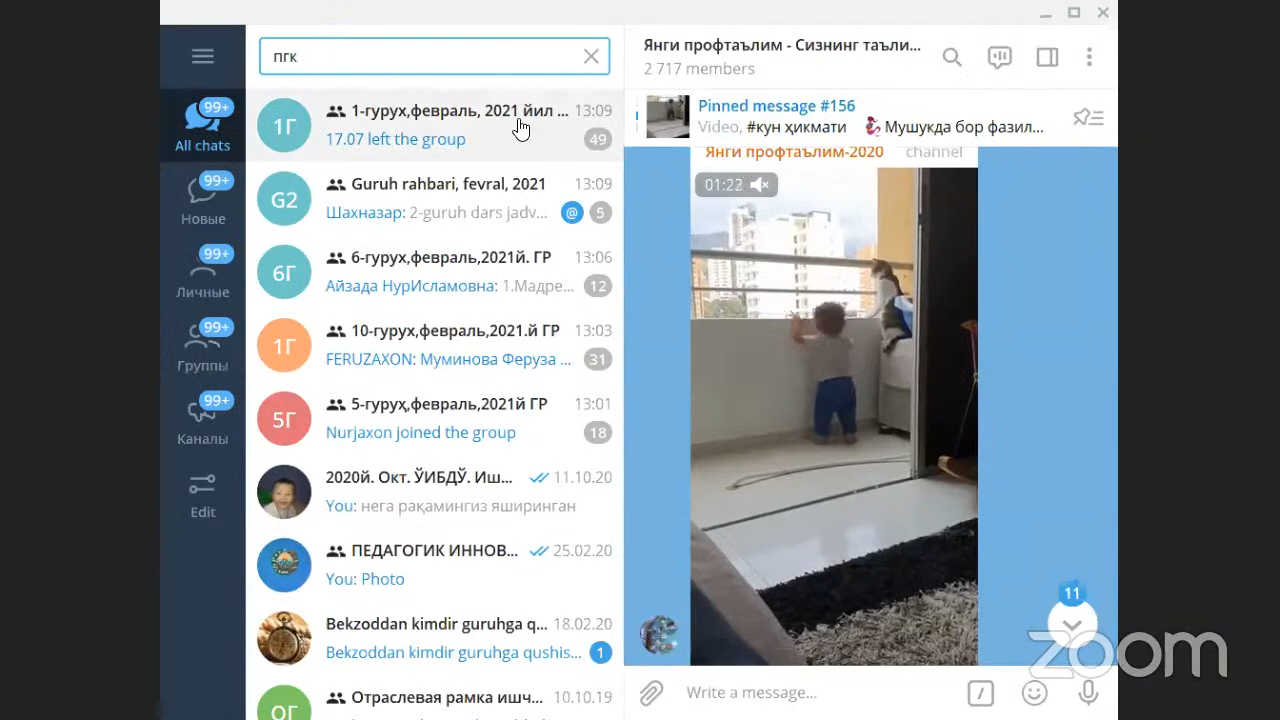 99+
All chats
99+
Новые
99+
Личные
99+
Группы
99+
Каналы
Edit
пгк
1Г
1-гурух,февраль, 2021 йил ... 13:09
17.07 left the group 49
G2
Guruh rahbari, fevral, 2021 13:09
Шахназар: 2-guruh dars jadv... @ 5
6Г
6-гурух,февраль,2021й. ГР 13:06
Айзада НурИсламовна: 1.Мадре... 12
1Г
10-гурух,февраль,2021.й ГР 13:03
FERUZAXON: Муминова Феруза ... 31
5Г
5-гуруҳ,февраль,2021й ГР 13:01
Nurjaxon joined the group 18
2020й. Окт. ЎИБДЎ. Иш... 11.10.20
You: нега рақамингиз яширинган
ПЕДАГОГИК ИННОВ... 25.02.20
You: Photo
Bekzoddan kimdir guruhga q... 18.02.20
Bekzoddan kimdir guruhga qushis... 1
ОГ
Отраслевая рамка ишч... 10.10.19
Янги профтаълим - Сизнинг таъли...
2 717 members
Pinned message #156
Video, #кун ҳикмати 💃 Мушукда бор фазил...
Янги профтаълим-2020 channel
01:22
11
Write a message...
zoom